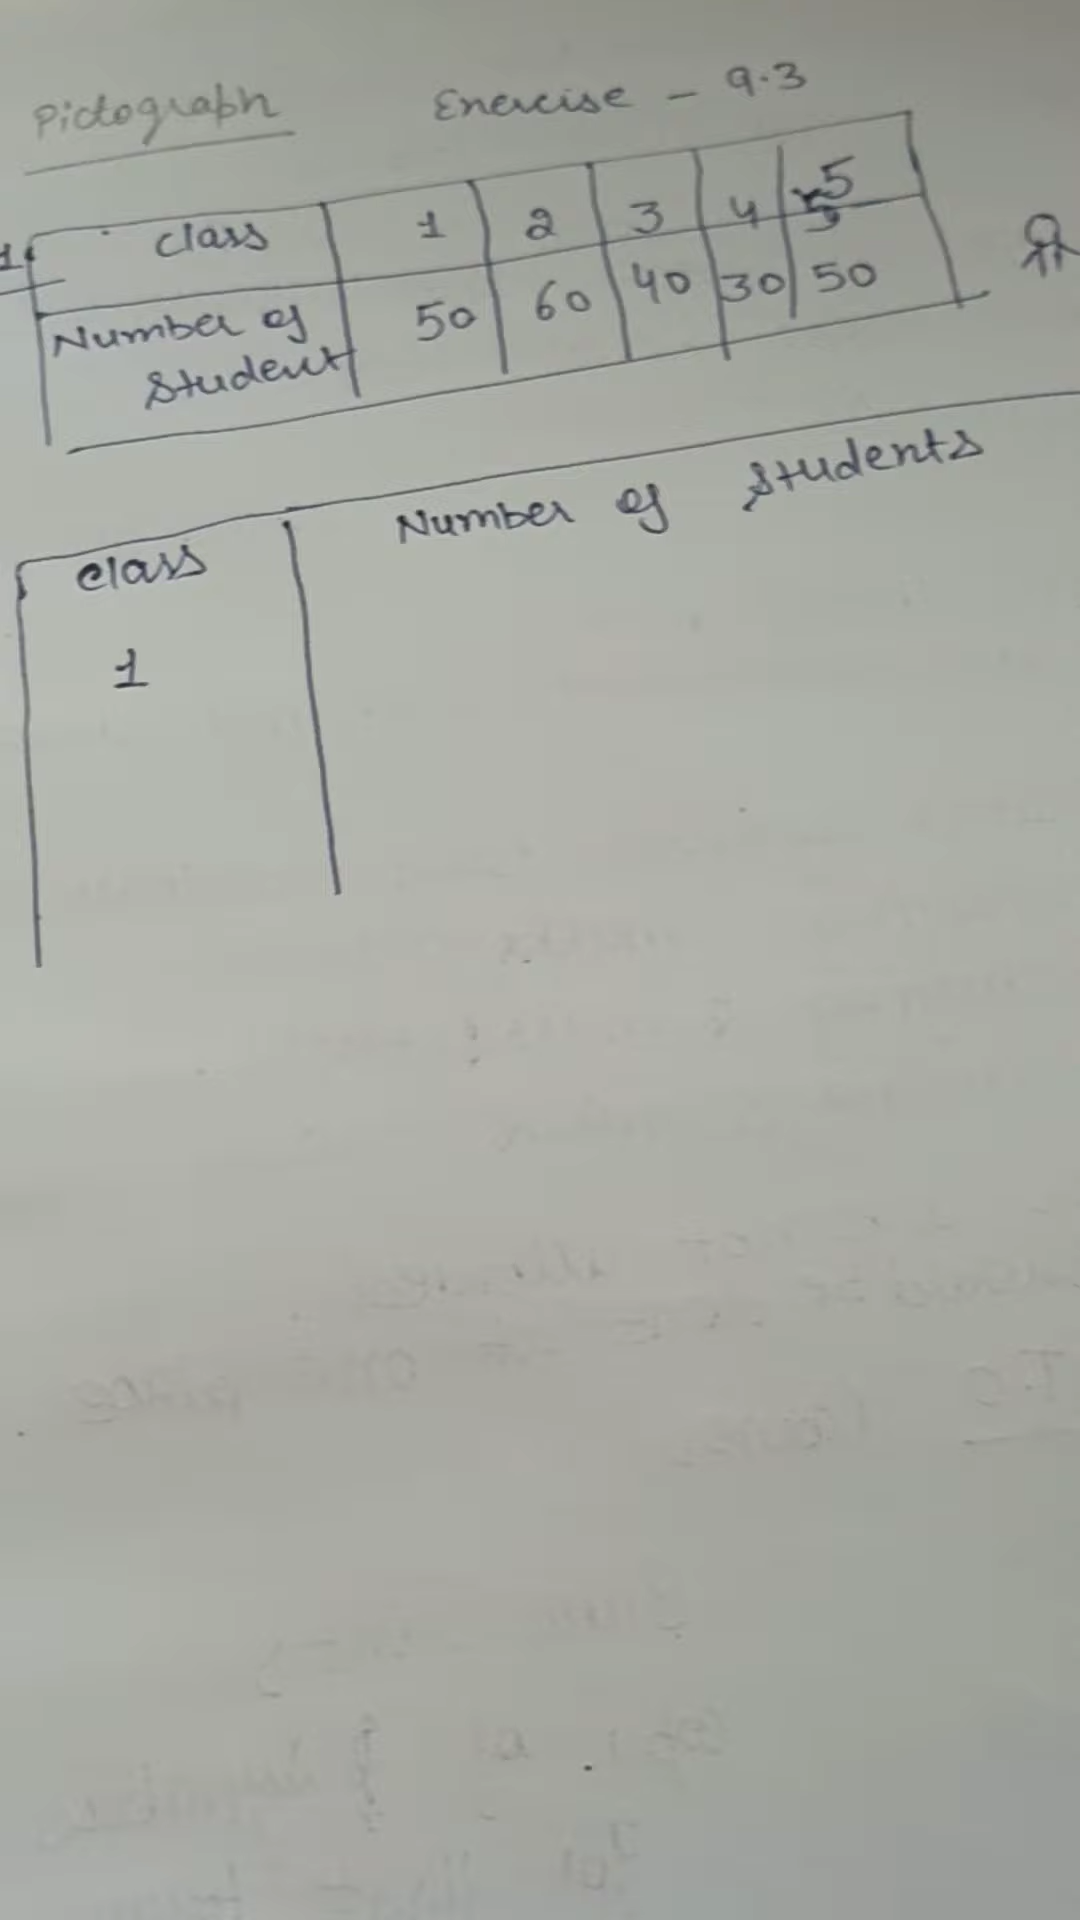 Pictograph Exercise - 9.3
1. class 1 2 3 4 5
Number of 50 60 40 30 50
Student
class Number of Students
1